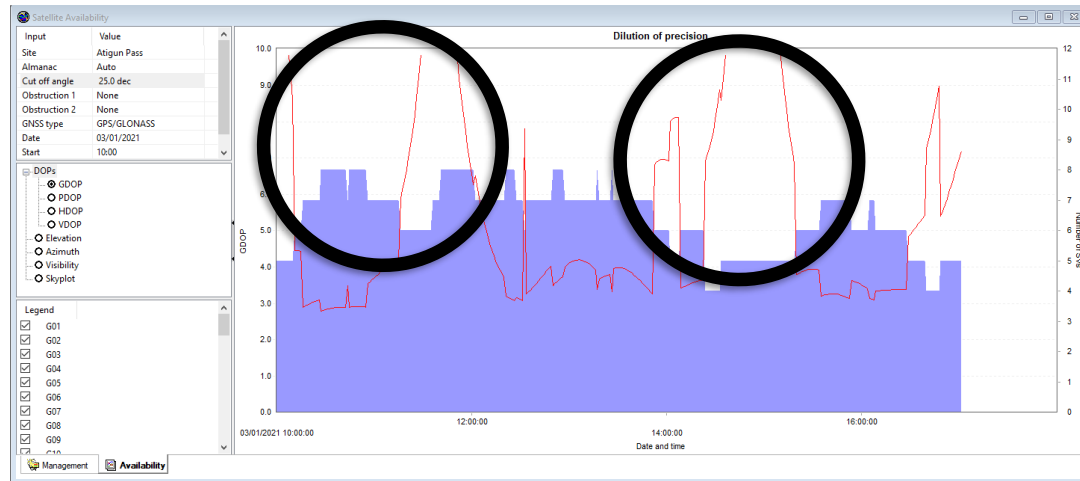 Satellite Availability
Input Value
Site Atigun Pass
Almanac Auto
Cut off angle 25.0 dec
Obstruction 1 None
Obstruction 2 None
GNSS type GPS/GLONASS
Date 03/01/2021
Start 10:00
DOPs
GDOP
PDOP
HDOP
VDOP
Elevation
Azimuth
Visibility
Skyplot
Legend
G01
G02
G03
G04
G05
G06
G07
G08
G09
Management Availability
Dilution of precision
GDOP
10.0
9.0
5.0
4.0
3.0
2.0
1.0
0.0
12
11
10
9
8
7
6
5
4
3
2
1
0
12:00:00
16:00:00
03/01/2021 10:00:00
14:00:00
Date and time